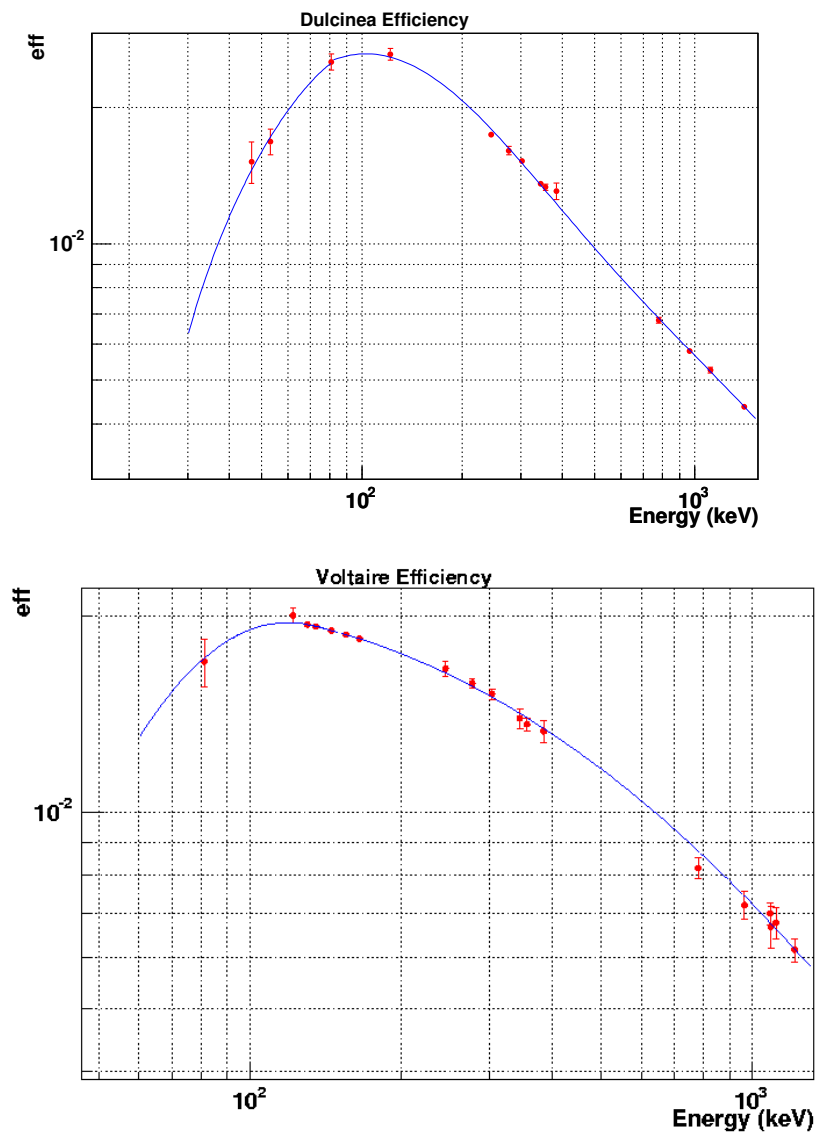 Dulcinea Efficiency
eff
10⁻²
10² 10³
Energy (keV)
Voltaire Efficiency
eff
10⁻²
10² 10³
Energy (keV)